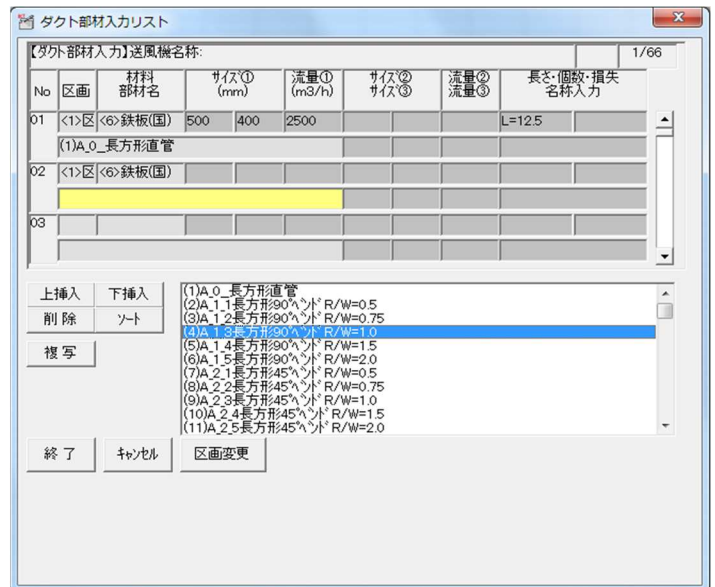 ダクト部材入力リスト
x
【ダクト部材入力】送風機名称: 1/66
No 区画 材料 部材名 サイズ① (mm) 流量① (m3/h) サイズ② サイズ③ 流量② 流量③ 長さ・個数・損失 名称入力
01 <1>区 <6>鉄板(国) 500 400 2500 L=12.5
(1)A_0_長方形直管
02 <1>区 <6>鉄板(国)
03
上挿入 下挿入
削 除 ソート
複 写
(1)A_0_長方形直管
(2)A_1_1長方形90°ベンド R/W=0.5
(3)A_1_2長方形90°ベンド R/W=0.75
(4)A_1_3長方形90°ベンド R/W=1.0
(5)A_1_4長方形90°ベンド R/W=1.5
(6)A_1_5長方形90°ベンド R/W=2.0
(7)A_2_1長方形45°ベンド R/W=0.5
(8)A_2_2長方形45°ベンド R/W=0.75
(9)A_2_3長方形45°ベンド R/W=1.0
(10)A_2_4長方形45°ベンド R/W=1.5
(11)A_2_5長方形45°ベンド R/W=2.0
終 了 キャンセル 区画変更